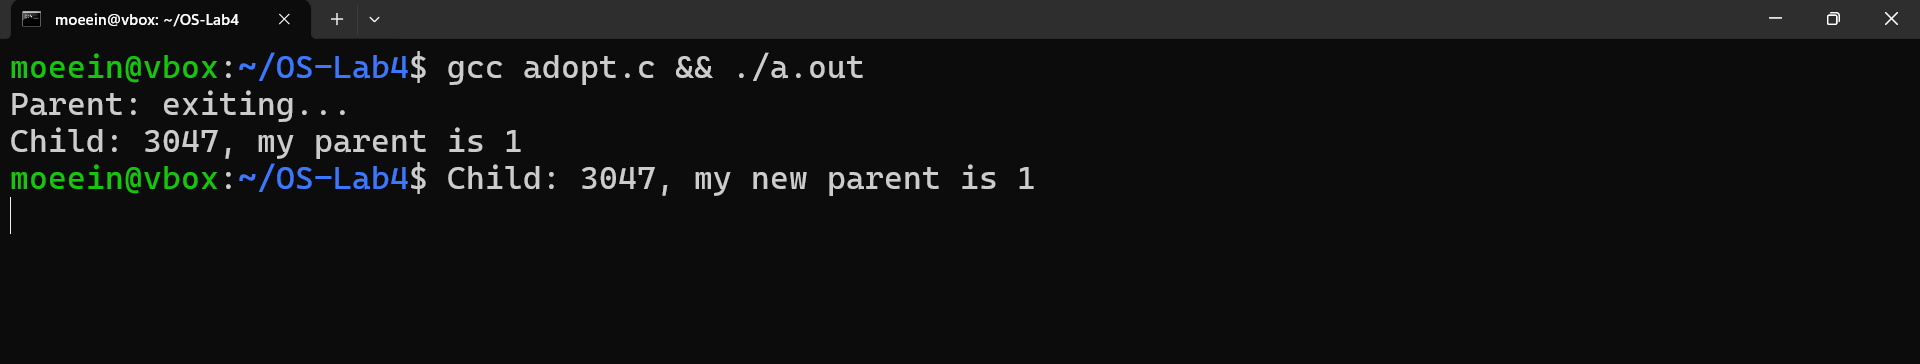 moeein@vbox: ~/OS-Lab4
moeein@vbox:~/OS-Lab4$ gcc adopt.c && ./a.out
Parent: exiting...
Child: 3047, my parent is 1
moeein@vbox:~/OS-Lab4$ Child: 3047, my new parent is 1